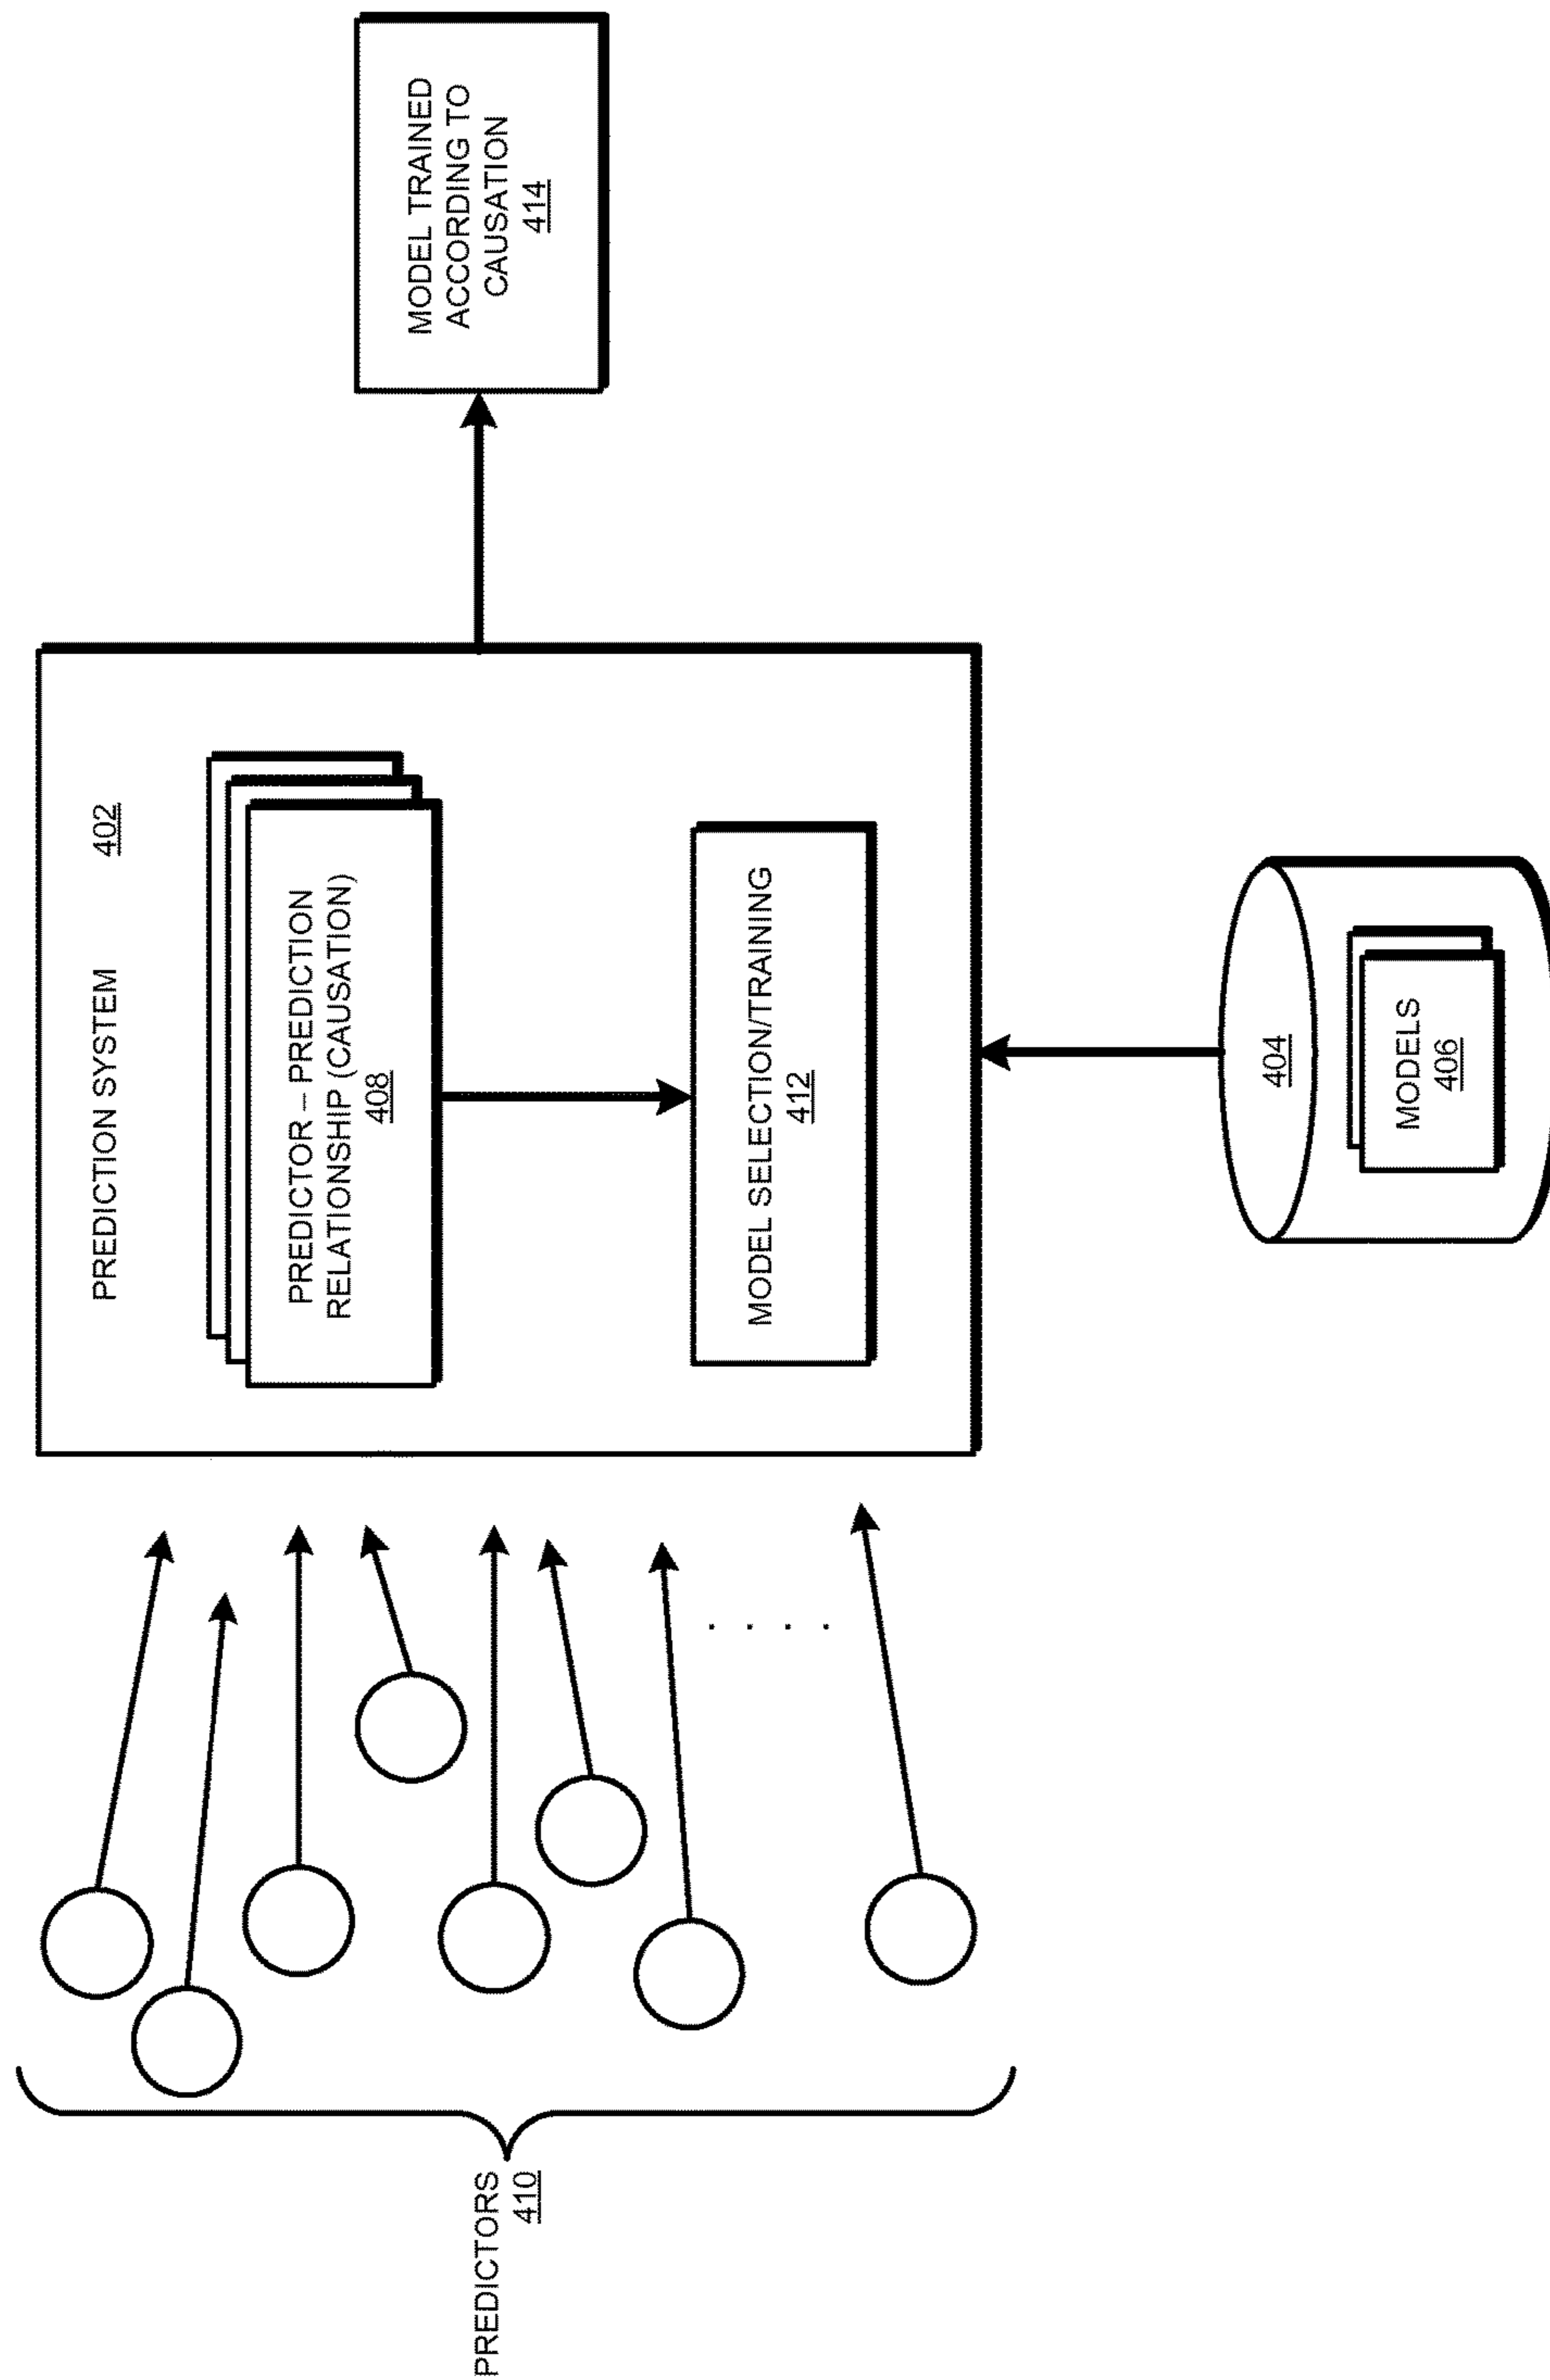 PREDICTORS
410
PREDICTION SYSTEM 402
PREDICTOR – PREDICTION
RELATIONSHIP (CAUSATION)
408
MODEL SELECTION/TRAINING
412
404
MODELS
406
MODEL TRAINED
ACCORDING TO
CAUSATION
414